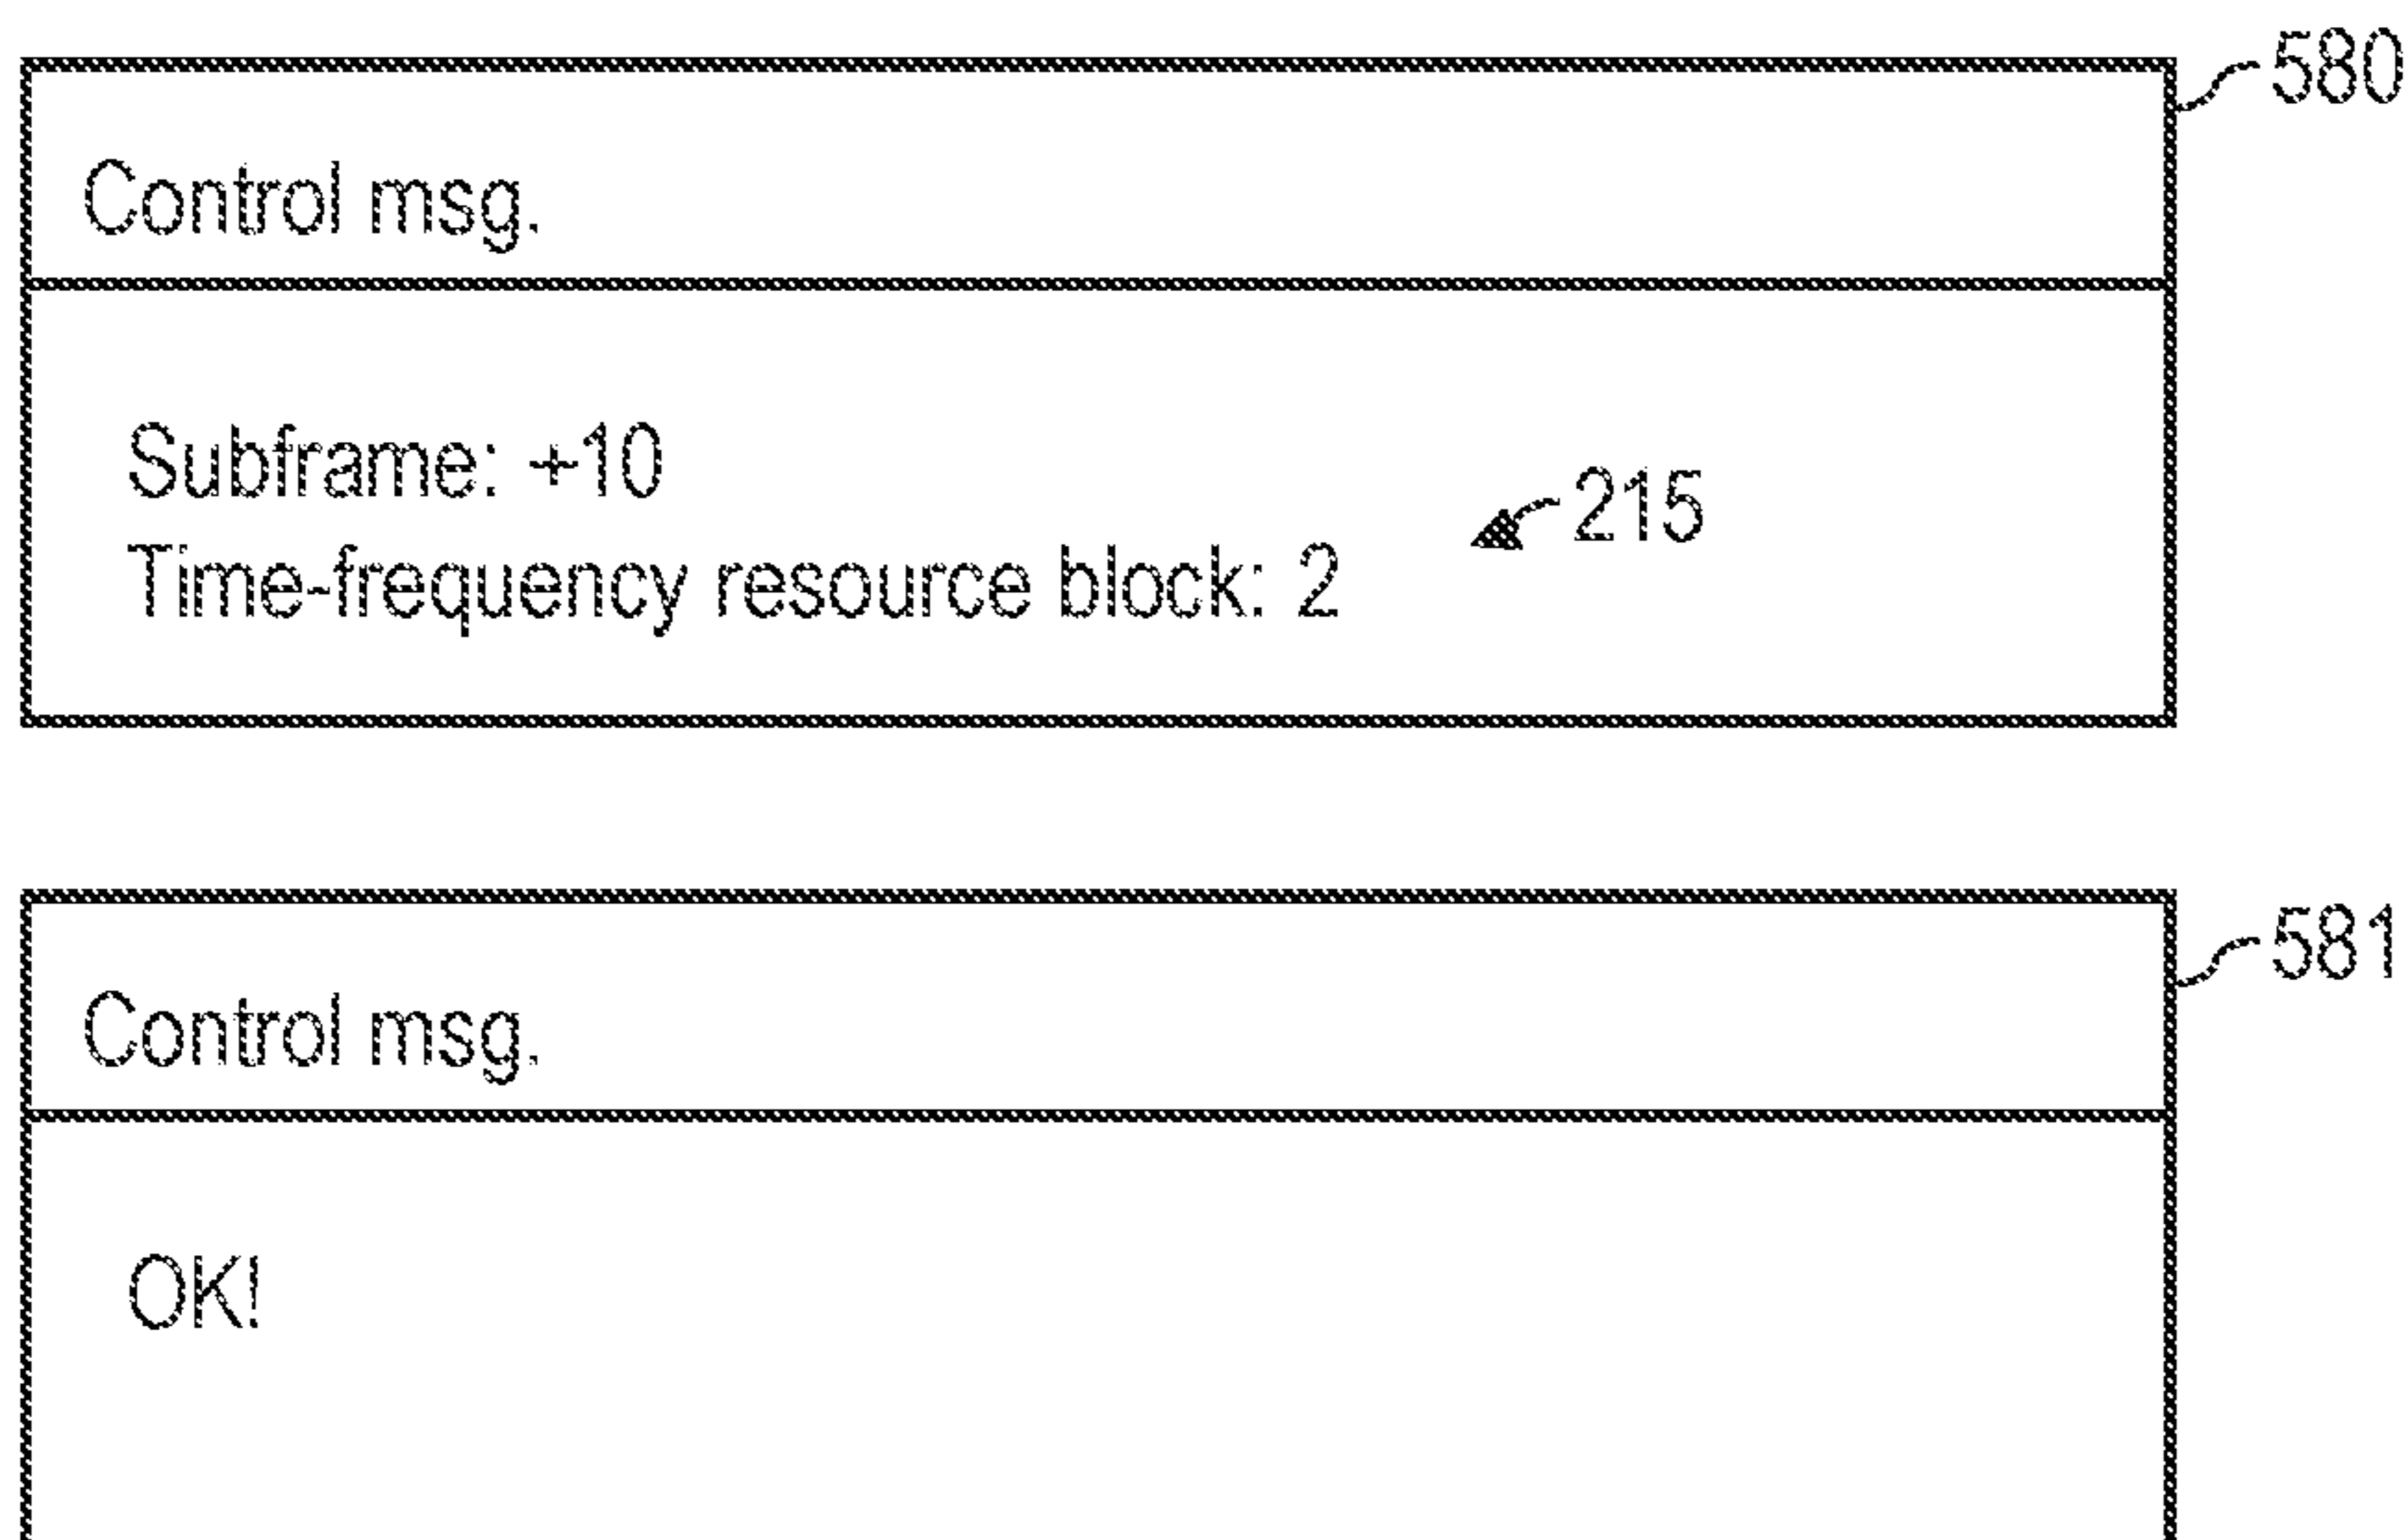 580
Control msg.
Subframe: +10
215
Time-frequency resource block: 2
581
Control msg.
OK!